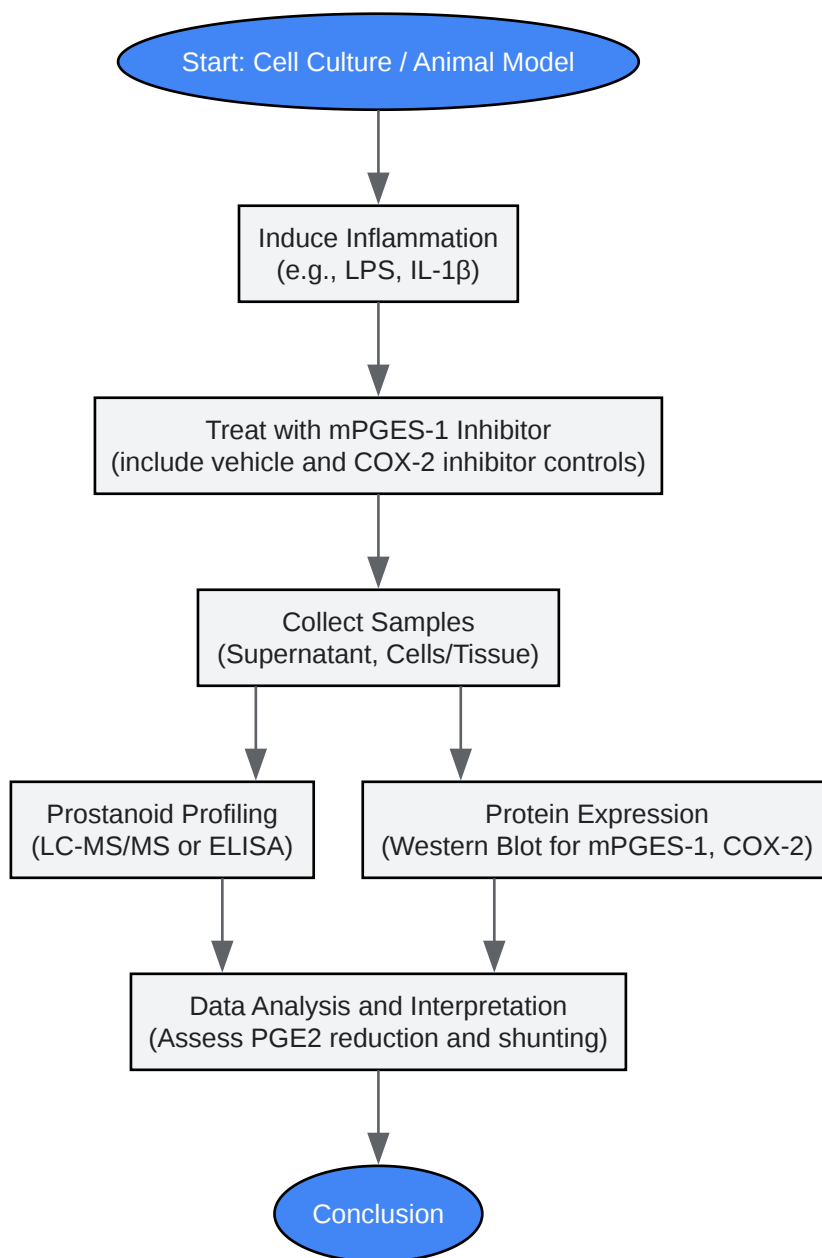 Start: Cell Culture / Animal Model
Induce Inflammation
(e.g., LPS, IL-1β)
Treat with mPGES-1 Inhibitor
(include vehicle and COX-2 inhibitor controls)
Collect Samples
(Supernatant, Cells/Tissue)
Prostanoid Profiling
(LC-MS/MS or ELISA)
Protein Expression
(Western Blot for mPGES-1, COX-2)
Data Analysis and Interpretation
(Assess PGE2 reduction and shunting)
Conclusion